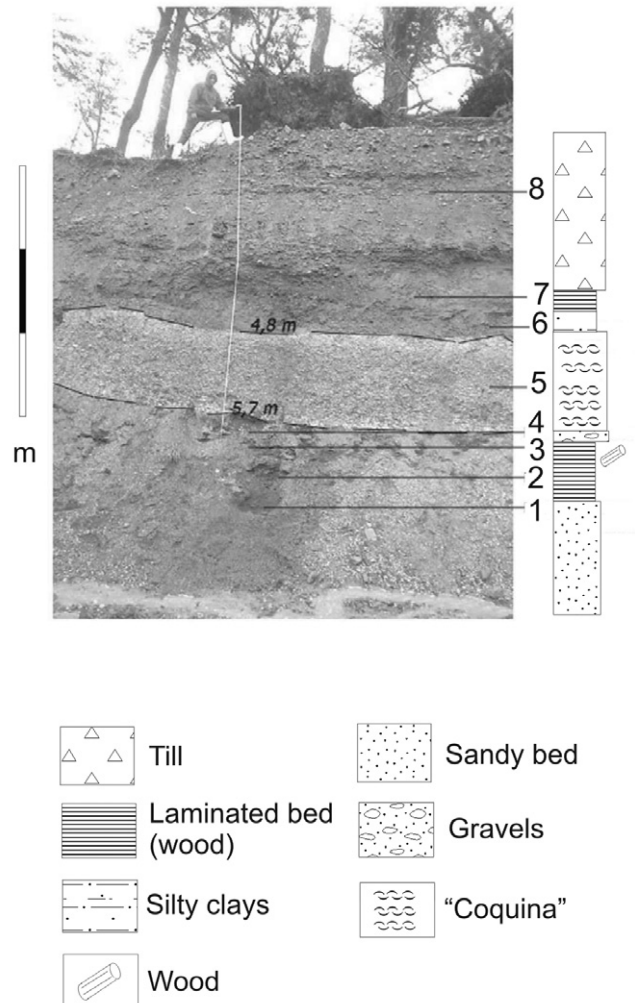 8
7
6
4,8 m
5
5,7 m
4
3
2
1
m
Till
Sandy bed
Laminated bed
(wood)
Gravels
Silty clays
“Coquina”
Wood